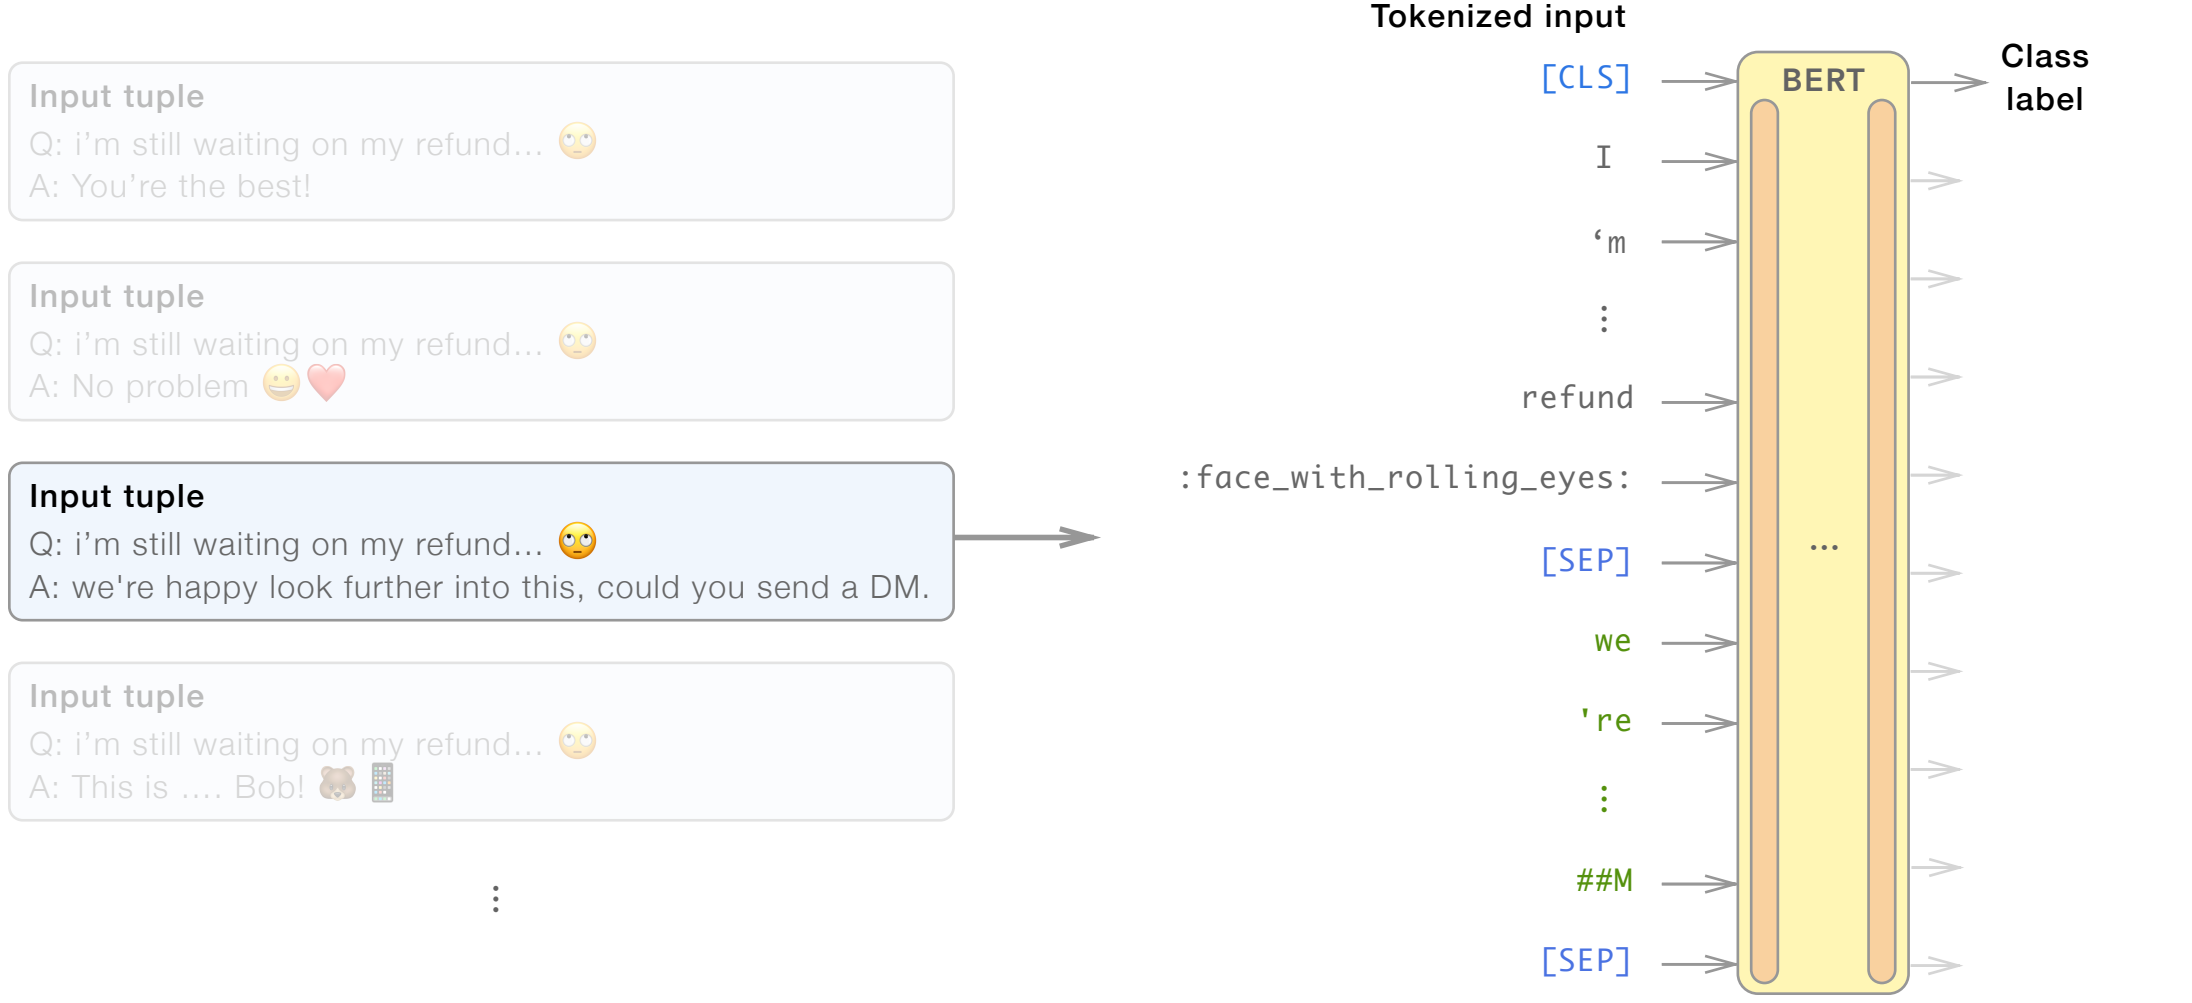 Input tuple
Q: i’m still waiting on my refund... 🙄
A: You’re the best!
Input tuple
Q: i’m still waiting on my refund... 🙄
A: No problem 😀❤️
Input tuple
Q: i’m still waiting on my refund... 🙄
A: we're happy look further into this, could you send a DM.
Input tuple
Q: i’m still waiting on my refund... 🙄
A: This is .... Bob! 🐻📱
⋮
Tokenized input
[CLS]
I
‘m
⋮
refund
:face_with_rolling_eyes:
[SEP]
we
're
⋮
##M
[SEP]
BERT
...
Class
label